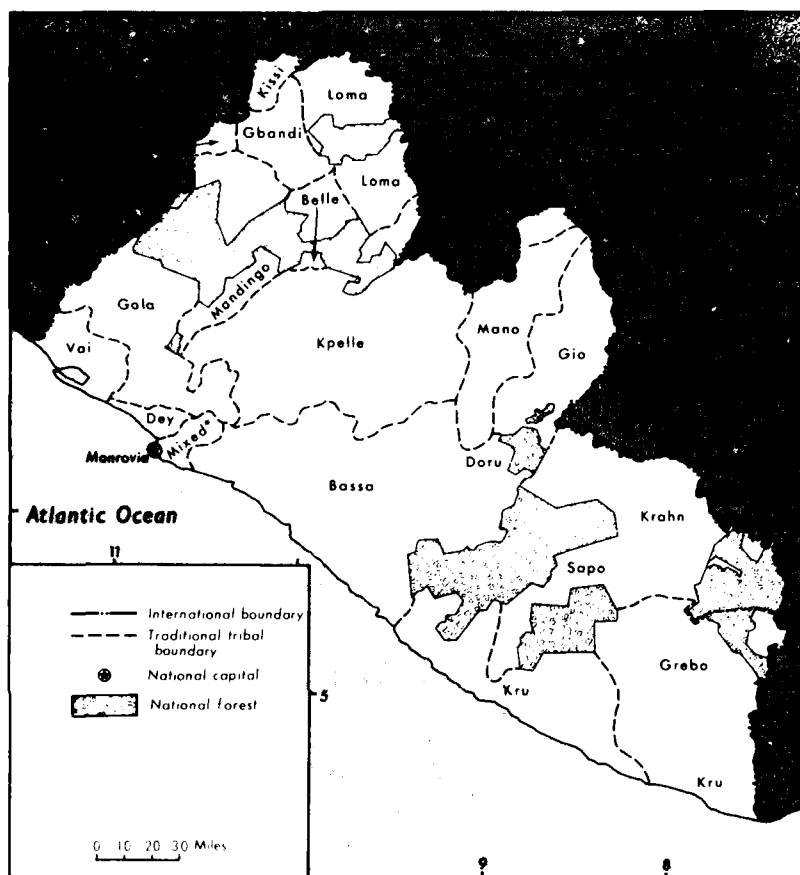 Kissi
Loma
Gbandi
Loma
Belle
Mandingo
Gola
Kpelle
Mano
Vai
Gio
Dey
Mixed*
Monrovia
Doru
Bassa
Krahn
Atlantic Ocean
11
Sapo
International boundary
Traditional tribal
boundary
National capital
National forest
Grebo
5
Kru
Kru
0 10 20 30 Miles
9
8